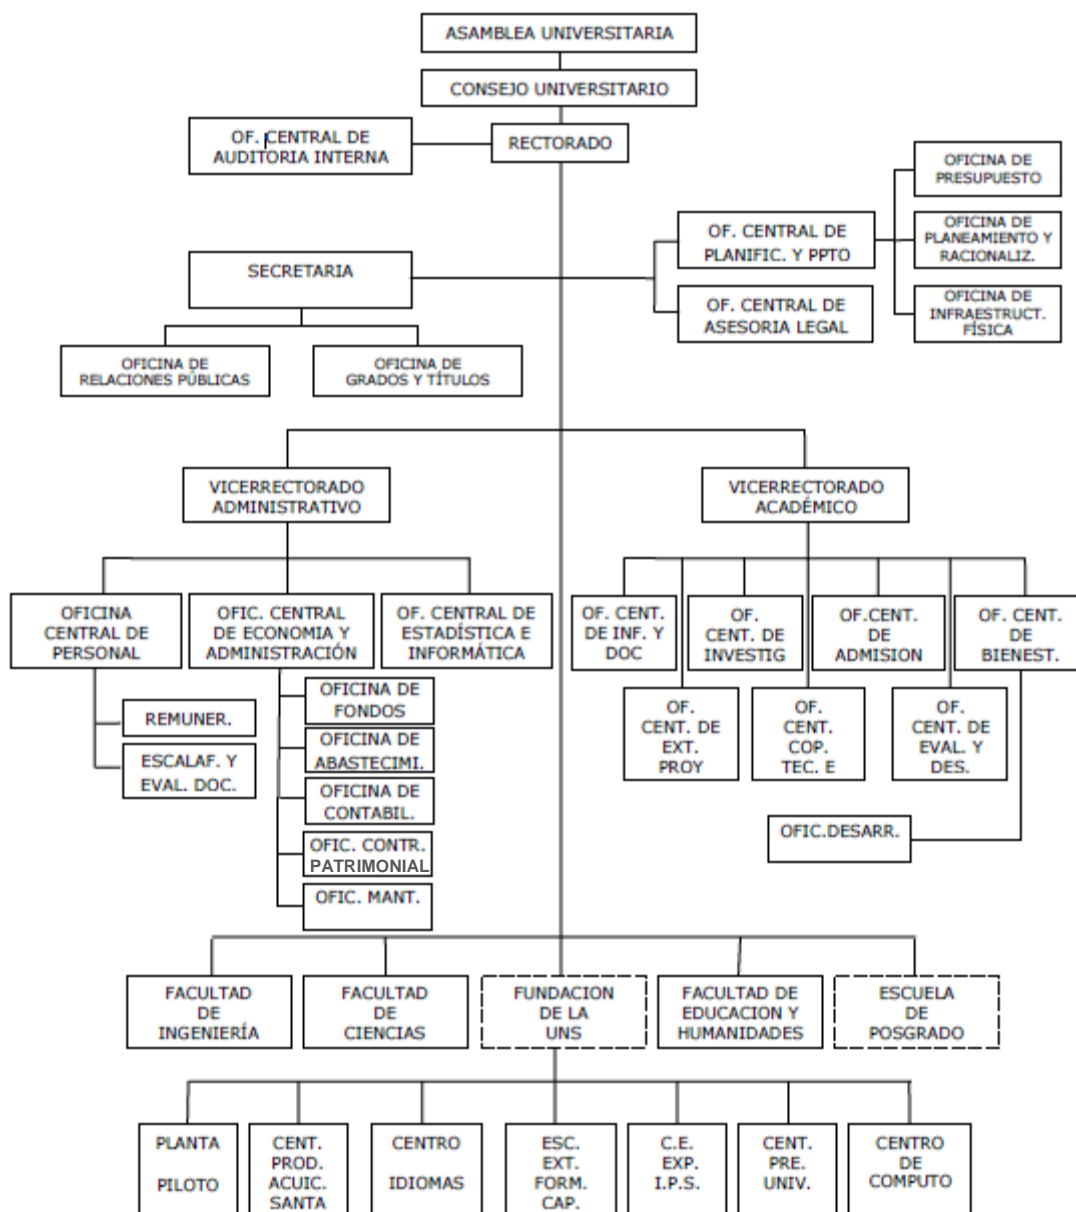 ASAMBLEA UNIVERSITARIA
CONSEJO UNIVERSITARIO
OF. CENTRAL DE
AUDITORIA INTERNA
RECTORADO
OFICINA DE
PRESUPUESTO
OF. CENTRAL DE
PLANIFIC. Y PPTO
OFICINA DE
PLANEAMIENTO Y
RACIONALIZ.
SECRETARIA
OF. CENTRAL DE
ASESORIA LEGAL
OFICINA DE
INFRAESTRUCT.
FÍSICA
OFICINA DE
RELACIONES PÚBLICAS
OFICINA DE
GRADOS Y TÍTULOS
VICERRECTORADO
ADMINISTRATIVO
VICERRECTORADO
ACADÉMICO
OFICINA
CENTRAL DE
PERSONAL
OFIC. CENTRAL
DE ECONOMIA Y
ADMINISTRACIÓN
OF. CENTRAL DE
ESTADÍSTICA E
INFORMÁTICA
OF. CENT.
DE INF. Y
DOC
OF.
CENT. DE
INVESTIG
OF.CENT.
DE
ADMISION
OF. CENT.
DE
BIENEST.
REMUNER.
ESCALAF. Y
EVAL. DOC.
OFICINA DE
FONDOS
OFICINA DE
ABASTECIMI.
OFICINA DE
CONTABIL.
OFIC. CONTR.
PATRIMONIAL
OFIC. MANT.
OF.
CENT. DE
EXT.
PROY
OF.
CENT.
COP.
TEC. E
OF.
CENT. DE
EVAL. Y
DES.
OFIC.DESARR.
FACULTAD
DE
INGENIERÍA
FACULTAD
DE
CIENCIAS
FUNDACION
DE LA
UNS
FACULTAD DE
EDUCACION Y
HUMANIDADES
ESCUELA
DE
POSGRADO
PLANTA
PILOTO
CENT.
PROD.
ACUIC.
SANTA
CENTRO
IDIOMAS
ESC.
EXT.
FORM.
CAP.
C.E.
EXP.
I.P.S.
CENT.
PRE.
UNIV.
CENTRO
DE
COMPUTO